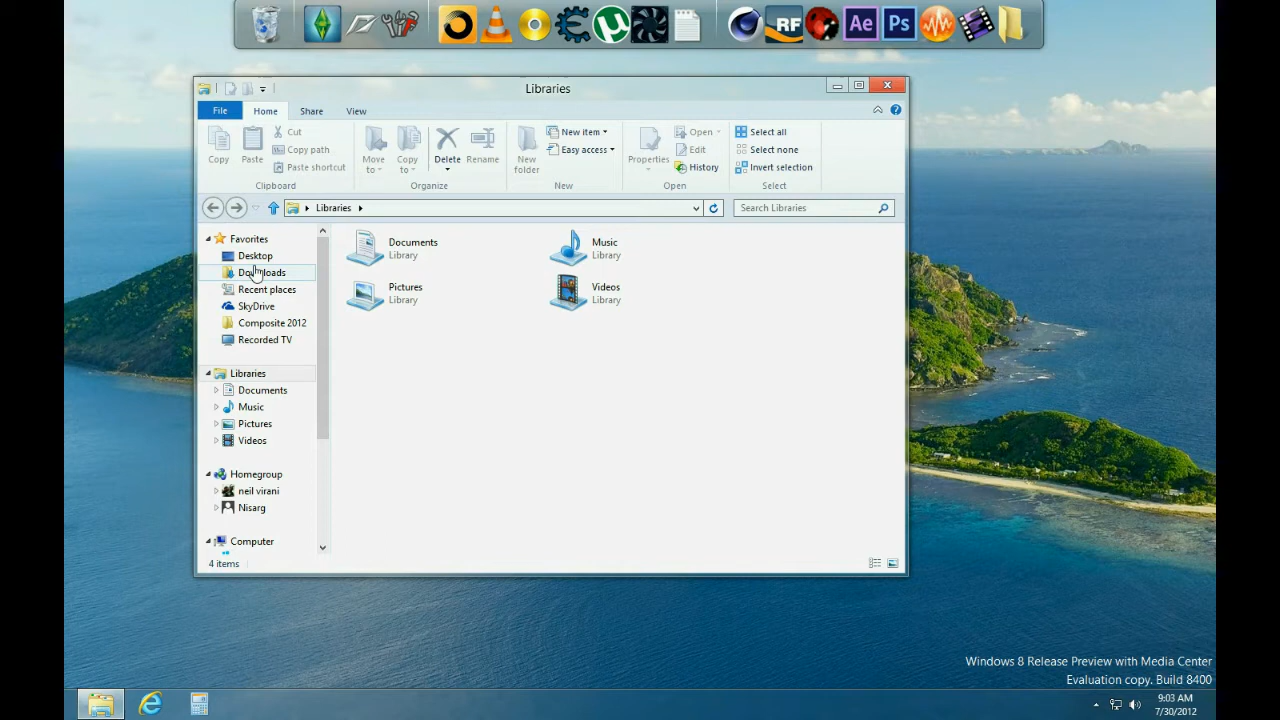 RF
Ae
Ps
Libraries
File
Home
Share
View
Copy
Paste
Cut
Copy path
Paste shortcut
Clipboard
Move to
Copy to
Delete
Rename
Organize
New folder
New item
Easy access
New
Properties
Open
Edit
History
Open
Select all
Select none
Invert selection
Select
Libraries
Search Libraries
Favorites
Desktop
Downloads
Recent places
SkyDrive
Composite 2012
Recorded TV
Libraries
Documents
Music
Pictures
Videos
Homegroup
neil virani
Nisarg
Computer
Documents
Library
Music
Library
Pictures
Library
Videos
Library
4 items
Windows 8 Release Preview with Media Center
Evaluation copy. Build 8400
9:03 AM
7/30/2012